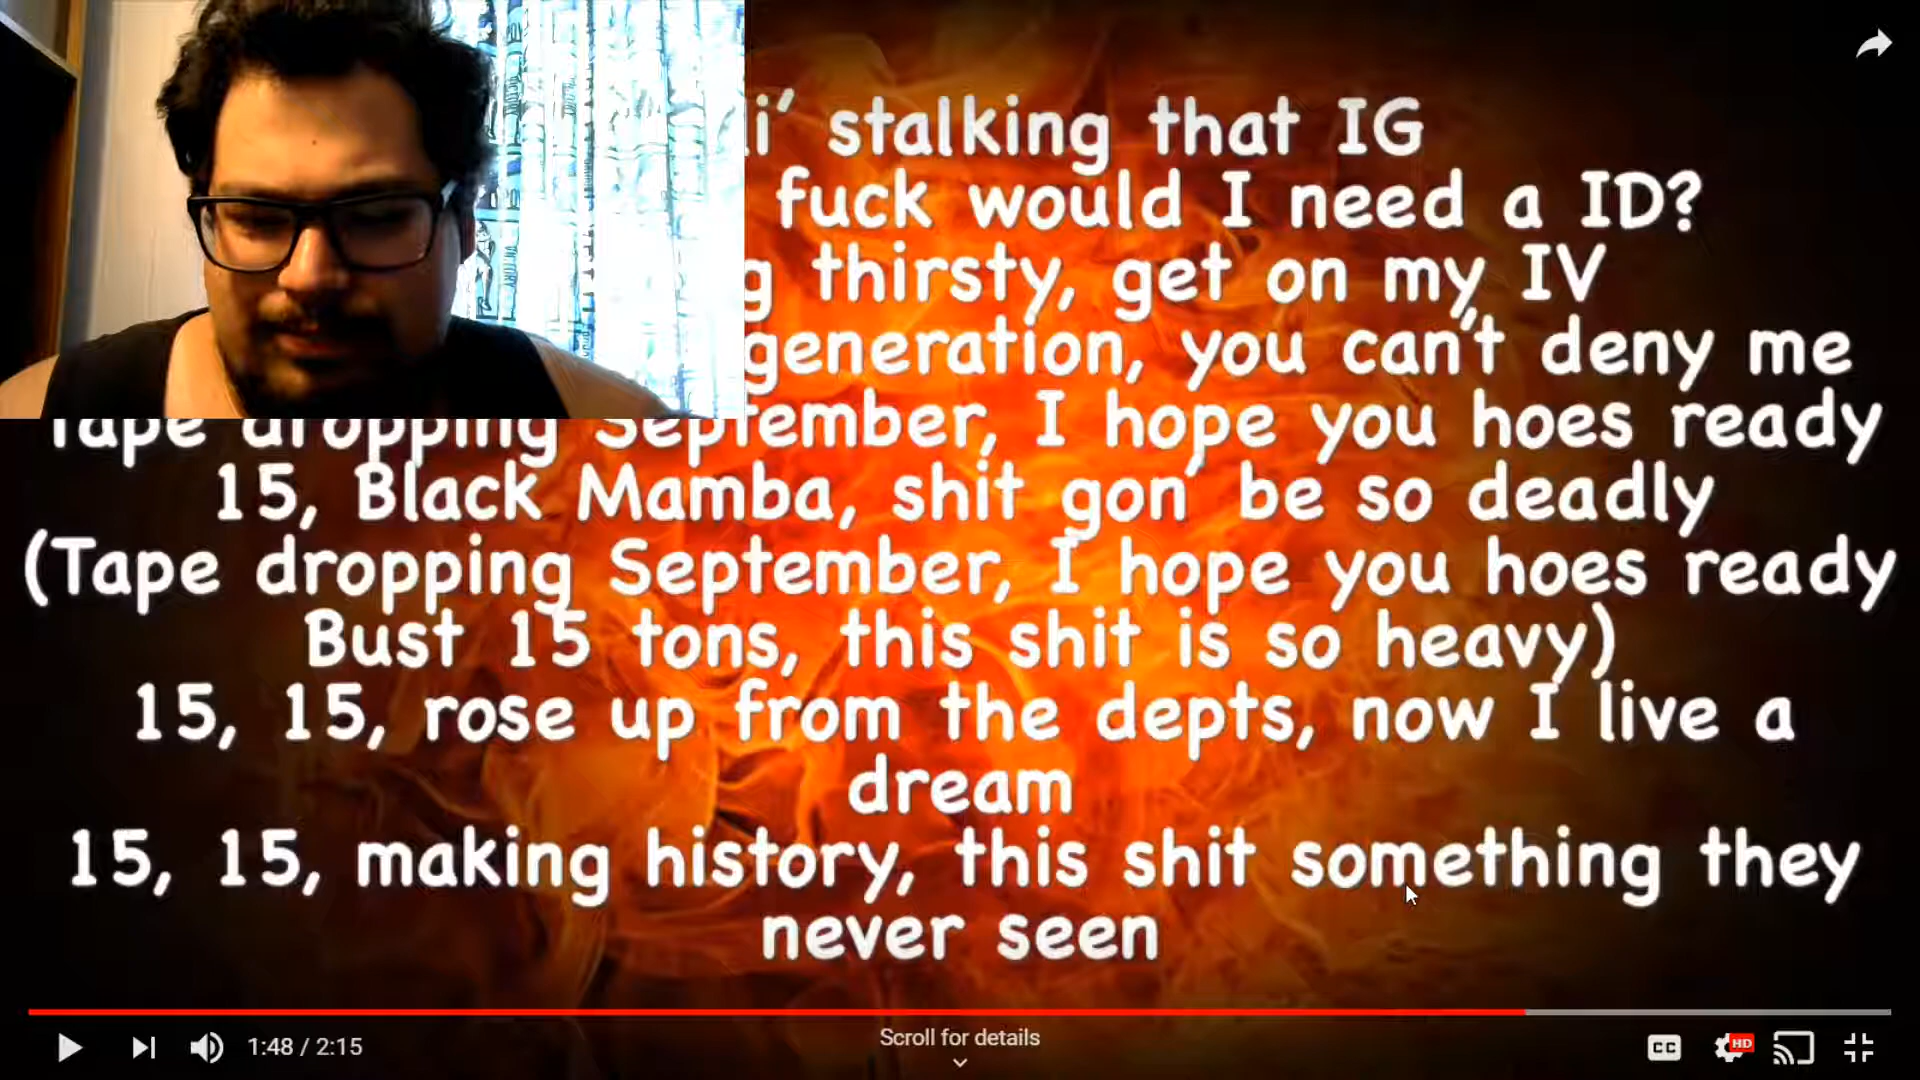 stalking that IG
fuck would I need a ID?
thirsty, get on my IV
generation, you can't deny me
Tape dropping September, I hope you hoes ready
15, Black Mamba, shit gon' be so deadly
(Tape dropping September, I hope you hoes ready
Bust 15 tons, this shit is so heavy)
15, 15, rose up from the depts, now I live a
dream
15, 15, making history, this shit something they
never seen
Scroll for details
1:48 / 2:15
CC
HD